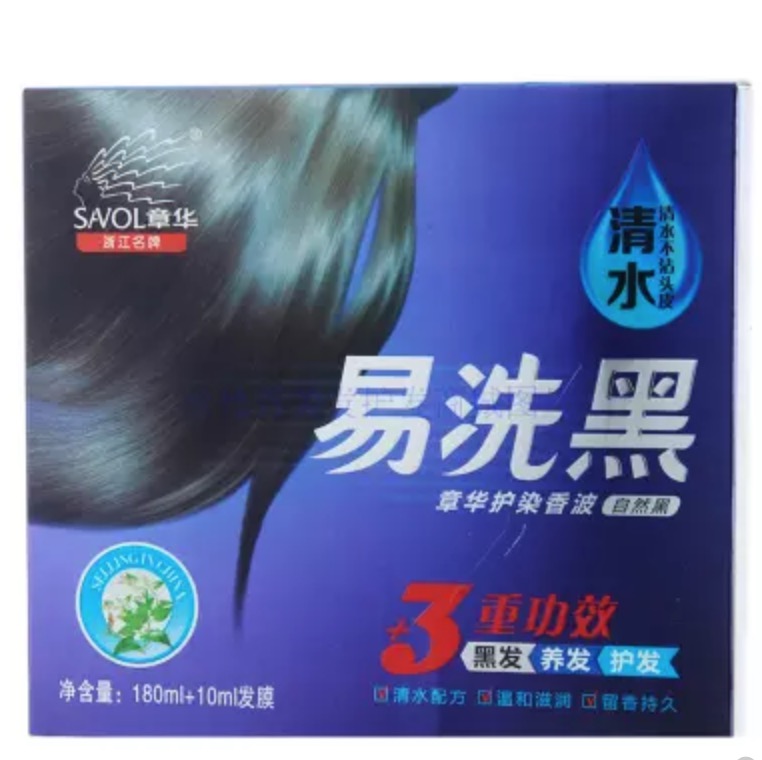 SAVOL章华®
浙江名牌
清水
清水不沾头皮
易洗黑
章华护染香波 自然黑
SELLING IN CHINA
+3重功效
黑发 养发 护发
净含量：180ml+10ml发膜
清水配方 温和滋润 留香持久